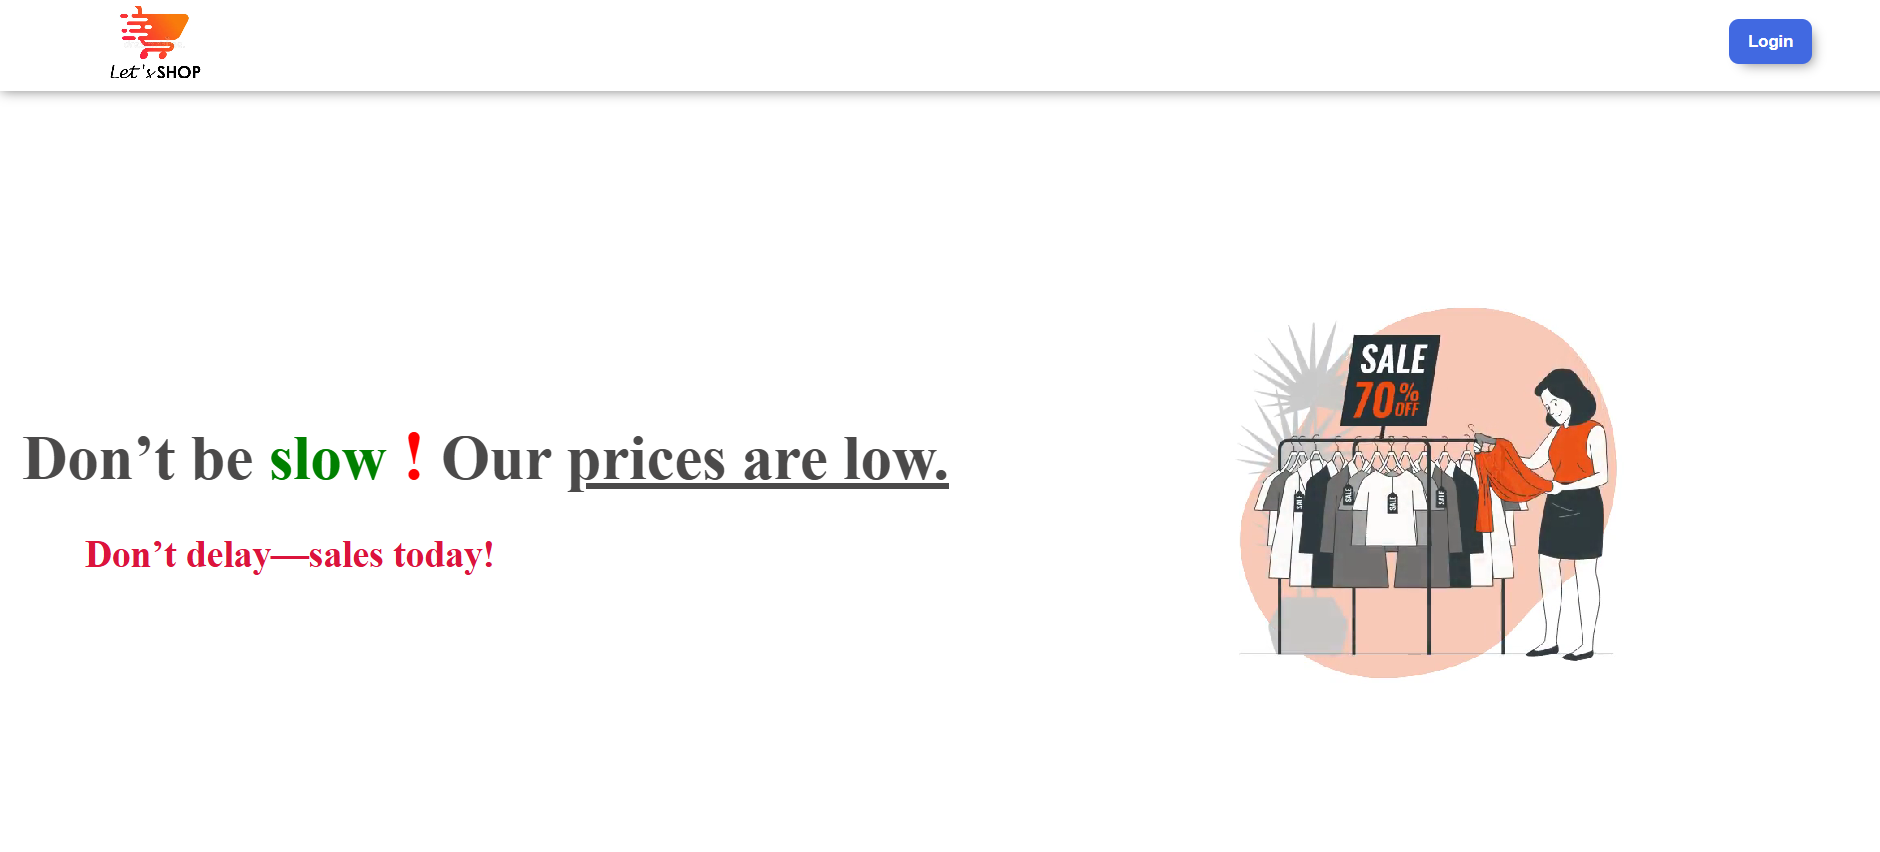 Let's SHOP
Login
Don’t be slow ! Our prices are low.
Don’t delay—sales today!
SALE
70% OFF
SALE
SALE
SALE
SALE